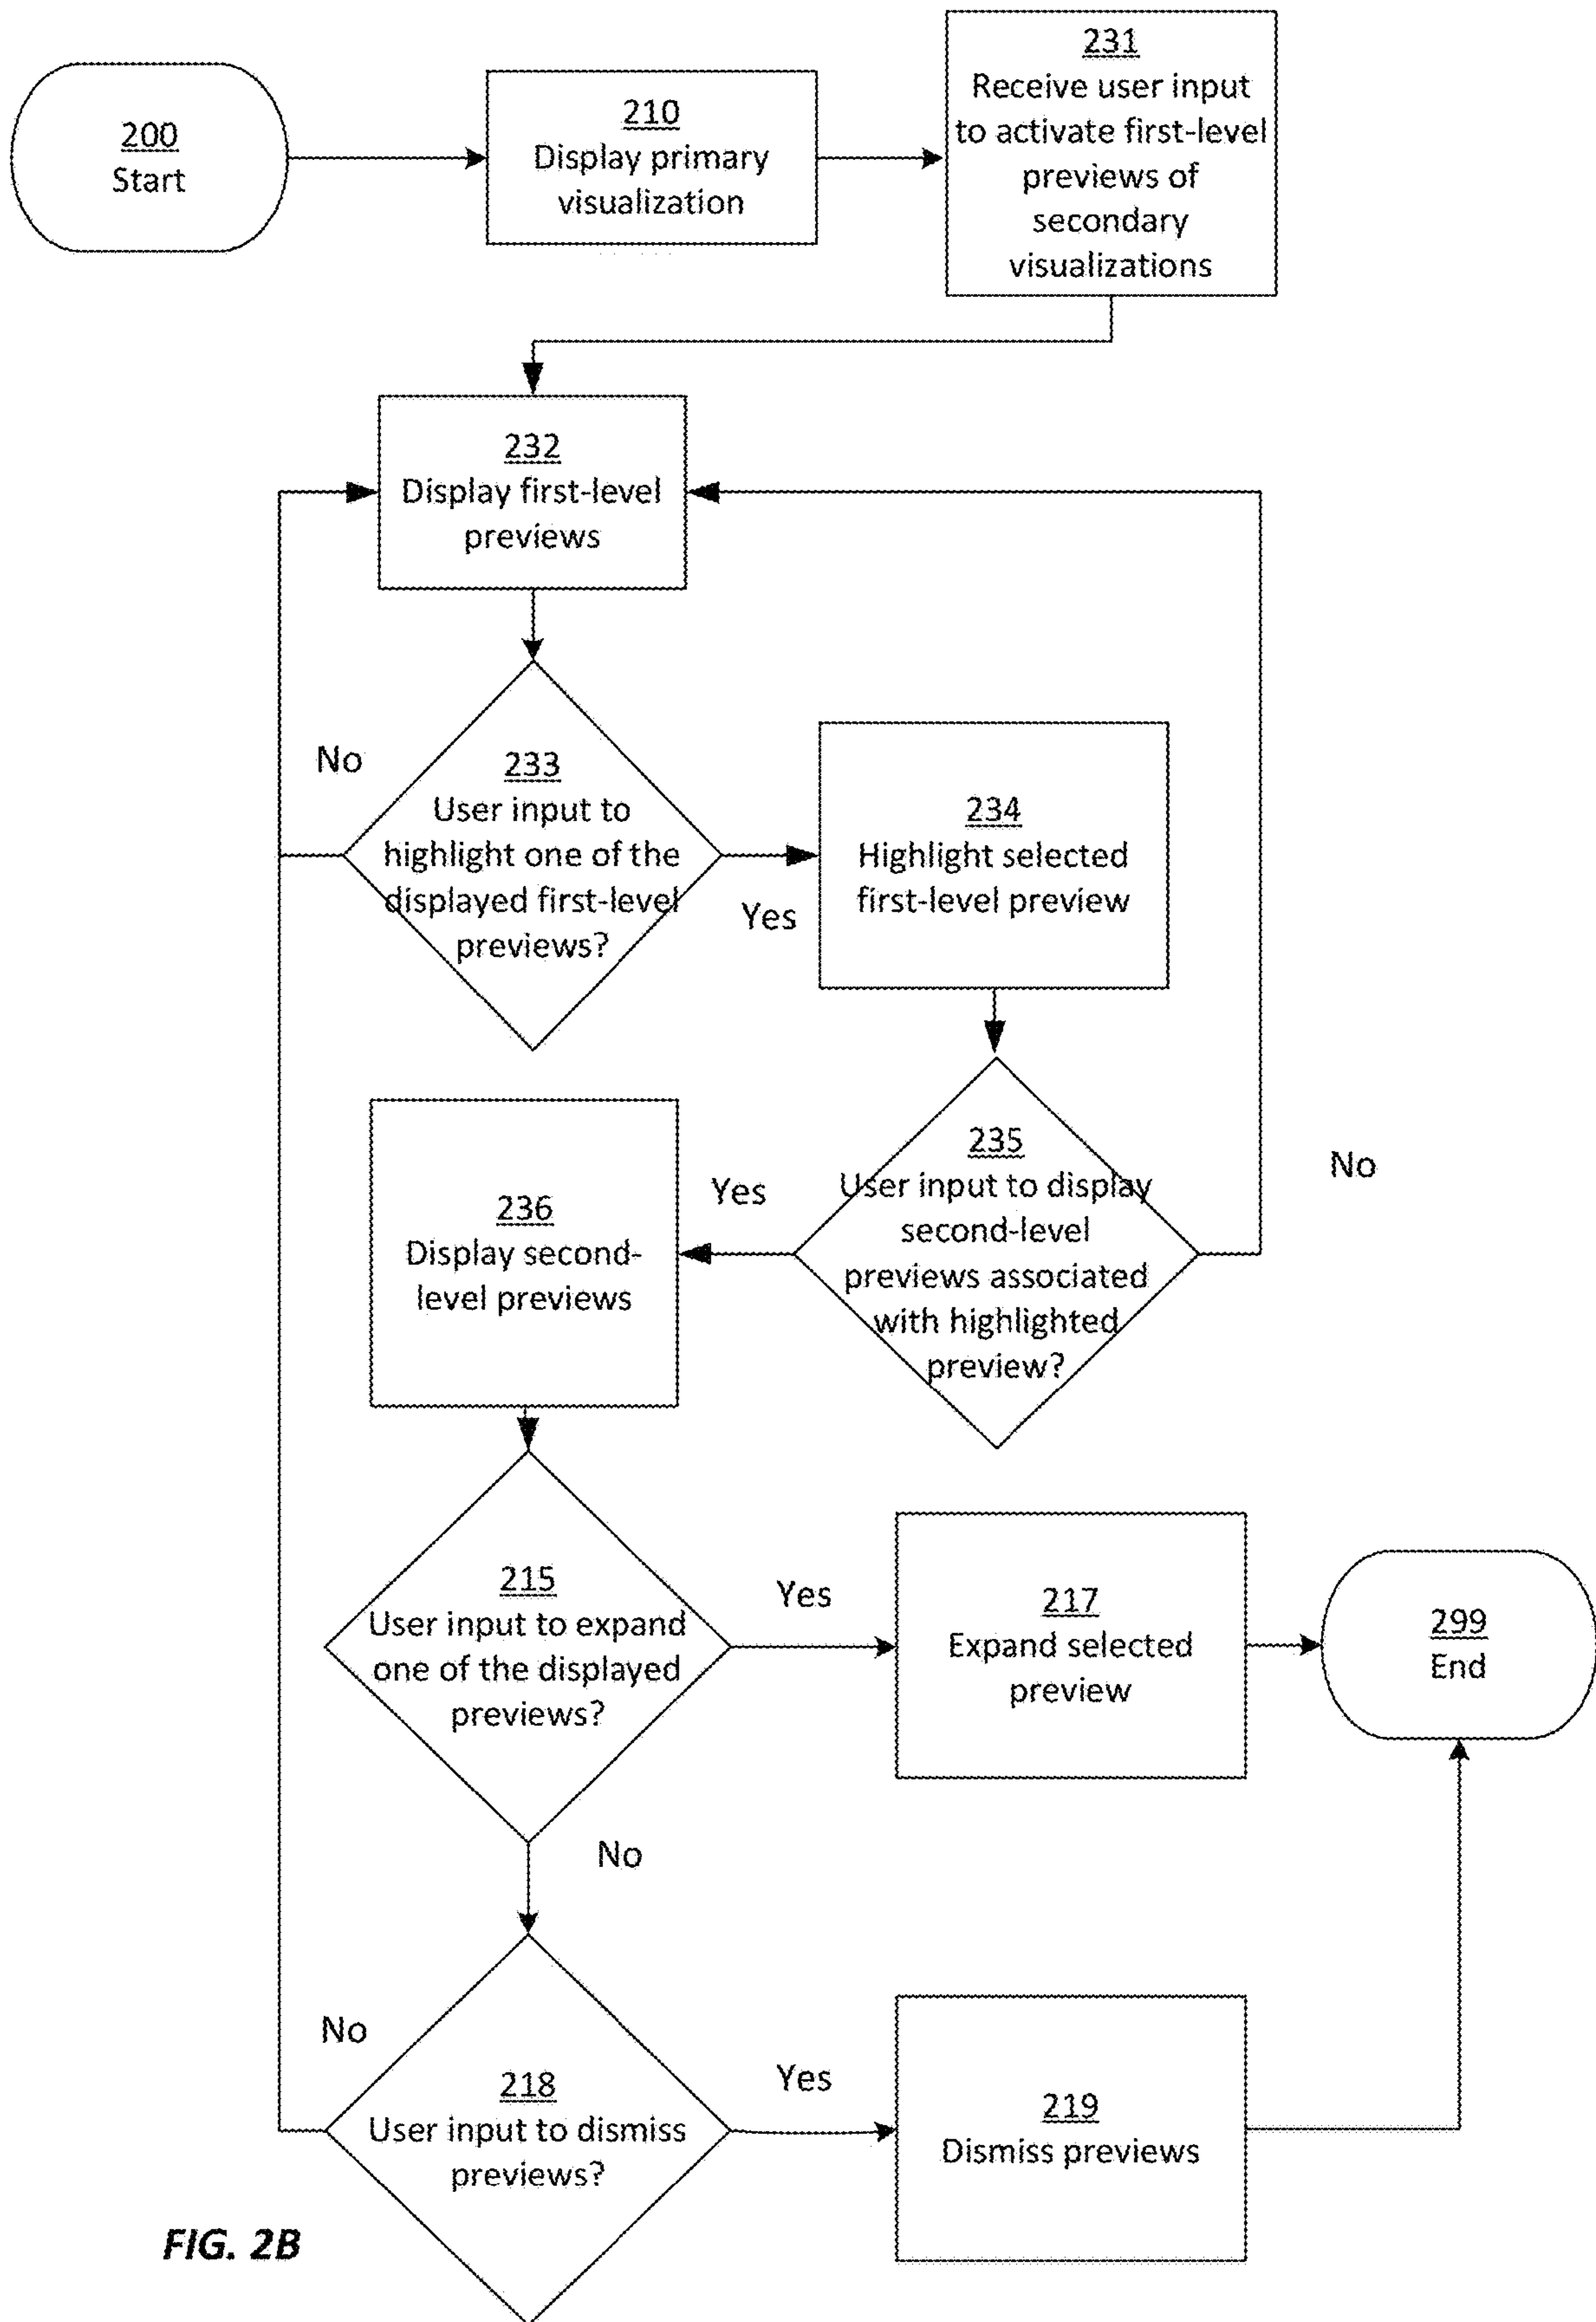 200
Start
210
Display primary
visualization
231
Receive user input
to activate first-level
previews of
secondary
visualizations
232
Display first-level
previews
No
233
User input to
highlight one of the
displayed first-level
previews?
Yes
234
Highlight selected
first-level preview
235
User input to display
second-level
previews associated
with highlighted
preview?
No
Yes
236
Display second-
level previews
215
User input to expand
one of the displayed
previews?
Yes
217
Expand selected
preview
299
End
No
No
218
User input to dismiss
previews?
Yes
219
Dismiss previews
FIG. 2B